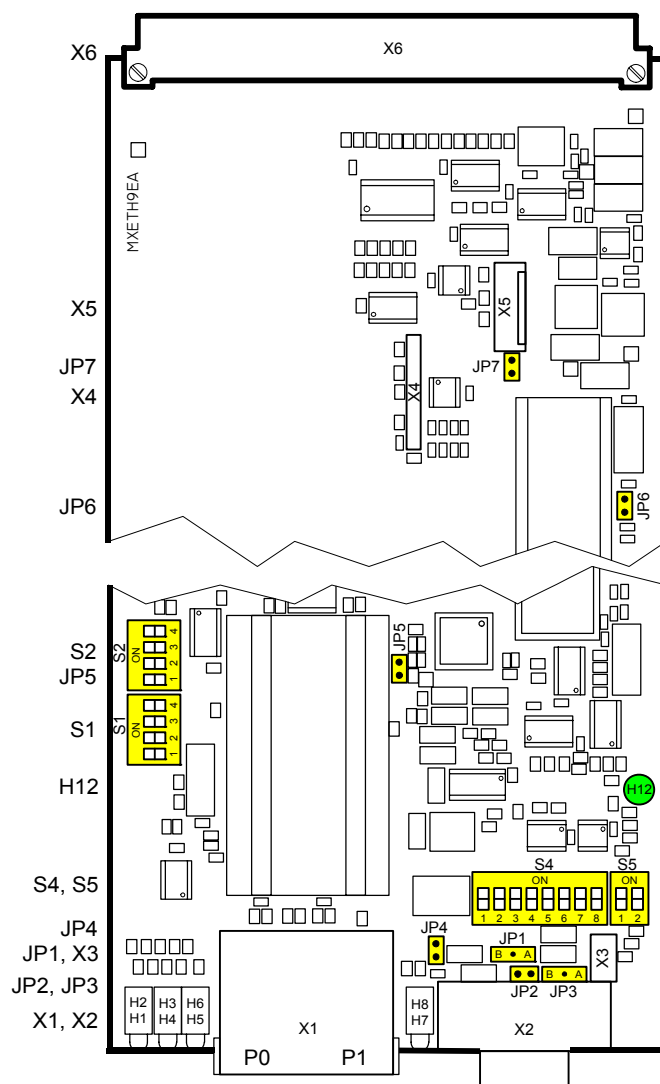 X6
X6
MXETH9EA
X5
X5
JP7
JP7
X4
X4
JP6
JP6
S2
JP5
S2
ON
4
3
2
1
JP5
S1
S1
ON
4
3
2
1
H12
H12
S4, S5
S4
ON
1 2 3 4 5 6 7 8
S5
ON
1 2
JP4
JP4
JP1, X3
JP1
B A
X3
JP2, JP3
JP2
B A
JP3
X1, X2
H2
H1
H3
H4
H6
H5
X1
P0 P1
H8
H7
X2